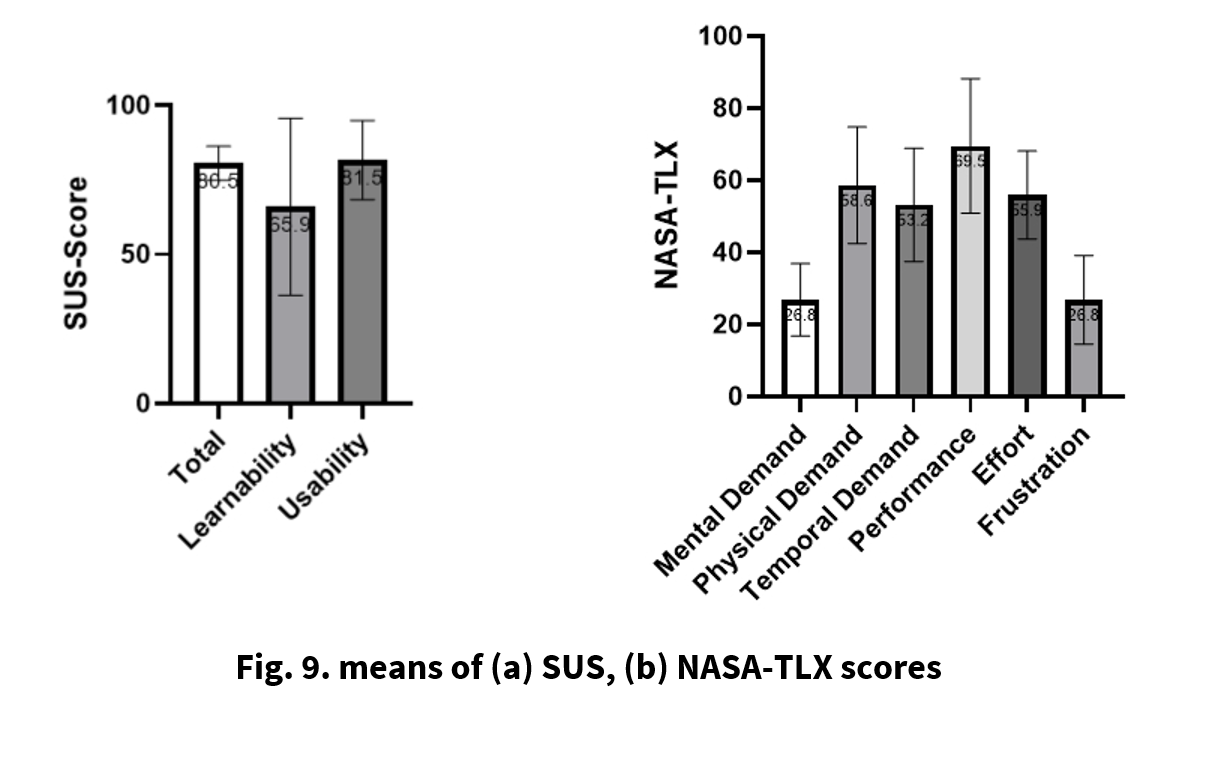 SUS-Score
100
50
0
80.5
65.9
81.5
Total
Learnability
Usability
NASA-TLX
100
80
60
40
20
0
26.8
58.6
53.2
69.5
55.9
26.8
Mental Demand
Physical Demand
Temporal Demand
Performance
Effort
Frustration
Fig. 9. means of (a) SUS, (b) NASA-TLX scores